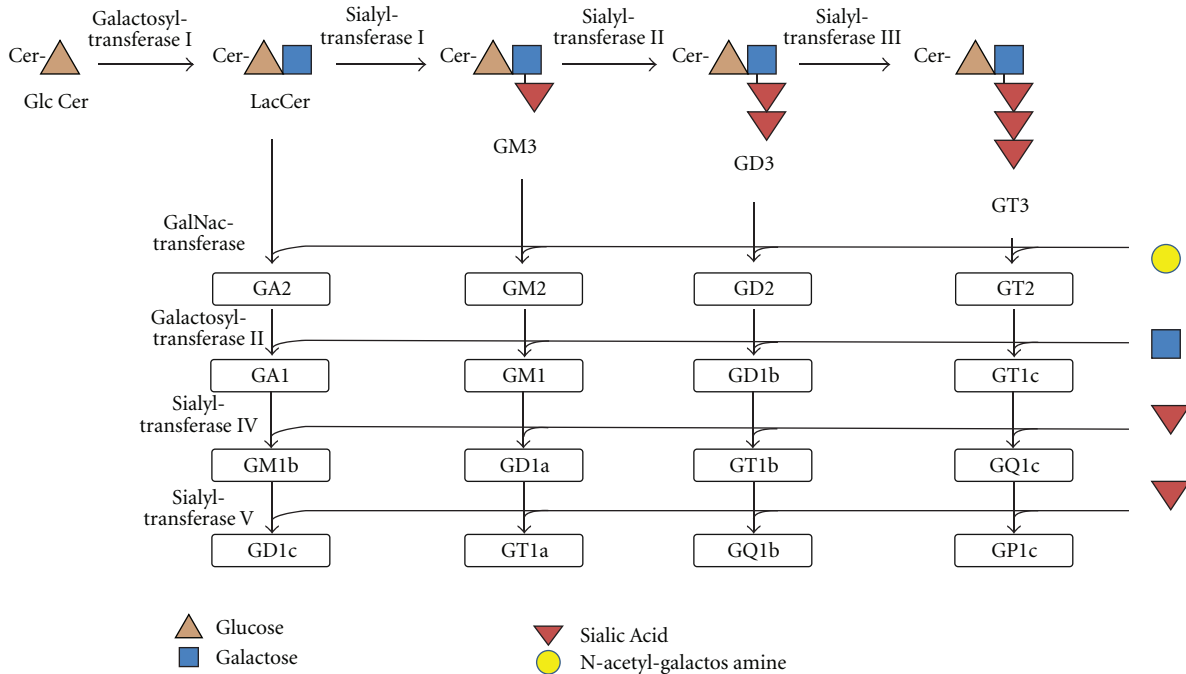 Galactosyl-
transferase I
Sialyl-
transferase I
Sialyl-
transferase II
Sialyl-
transferase III
Cer-
Cer-
Cer-
Cer-
Cer-
Glc Cer
LacCer
GM3
GD3
GT3
GalNac-
transferase
GA2
GM2
GD2
GT2
Galactosyl-
transferase II
GA1
GM1
GD1b
GT1c
Sialyl-
transferase IV
GM1b
GD1a
GT1b
GQ1c
Sialyl-
transferase V
GD1c
GT1a
GQ1b
GP1c
Glucose
Galactose
Sialic Acid
N-acetyl-galactos amine